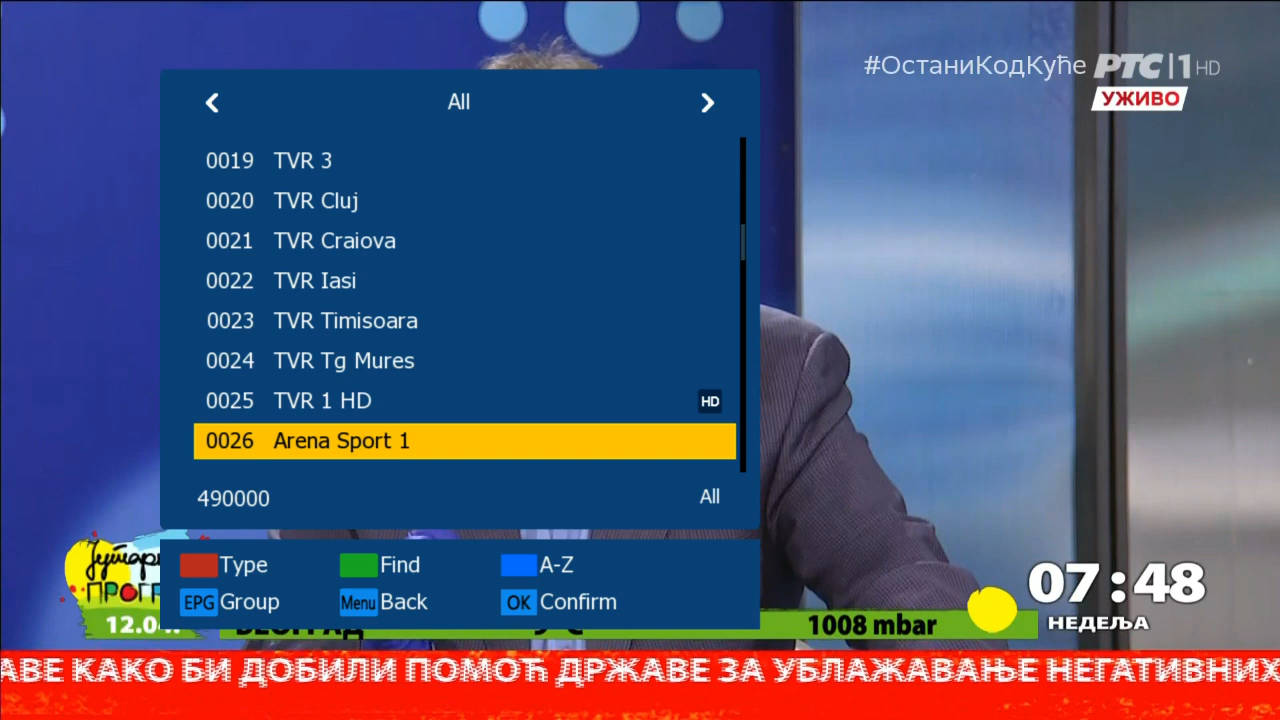 #ОстаниКодКуће РТС|1 HD
УЖИВО
All
0019 TVR 3
0020 TVR Cluj
0021 TVR Craiova
0022 TVR Iasi
0023 TVR Timisoara
0024 TVR Tg Mures
0025 TVR 1 HD HD
0026 Arena Sport 1
490000 All
Type Find A-Z
EPG Group Menu Back OK Confirm
12.04.
БЕОГРАД 1008 mbar
07:48
НЕДЕЉА
АВЕ КАКО БИ ДОБИЛИ ПОМОЋ ДРЖАВЕ ЗА УБЛАЖАВАЊЕ НЕГАТИВНИХ